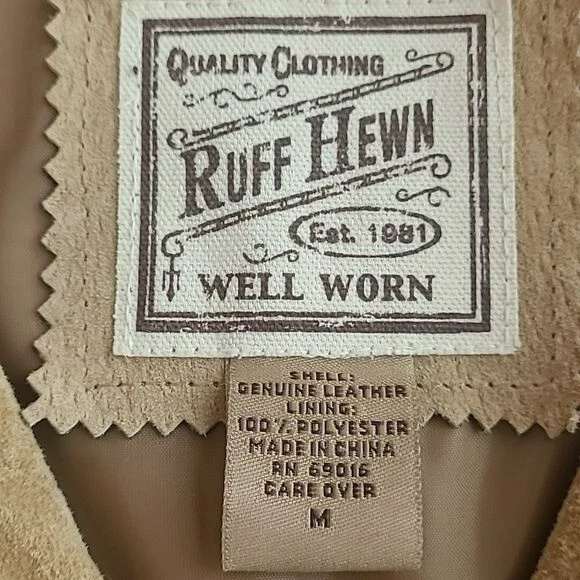 QUALITY CLOTHING
RUFF HEWN
Est. 1981
WELL WORN
SHELL:
GENUINE LEATHER
LINING:
100% POLYESTER
MADE IN CHINA
RN 69016
CARE OVER
M